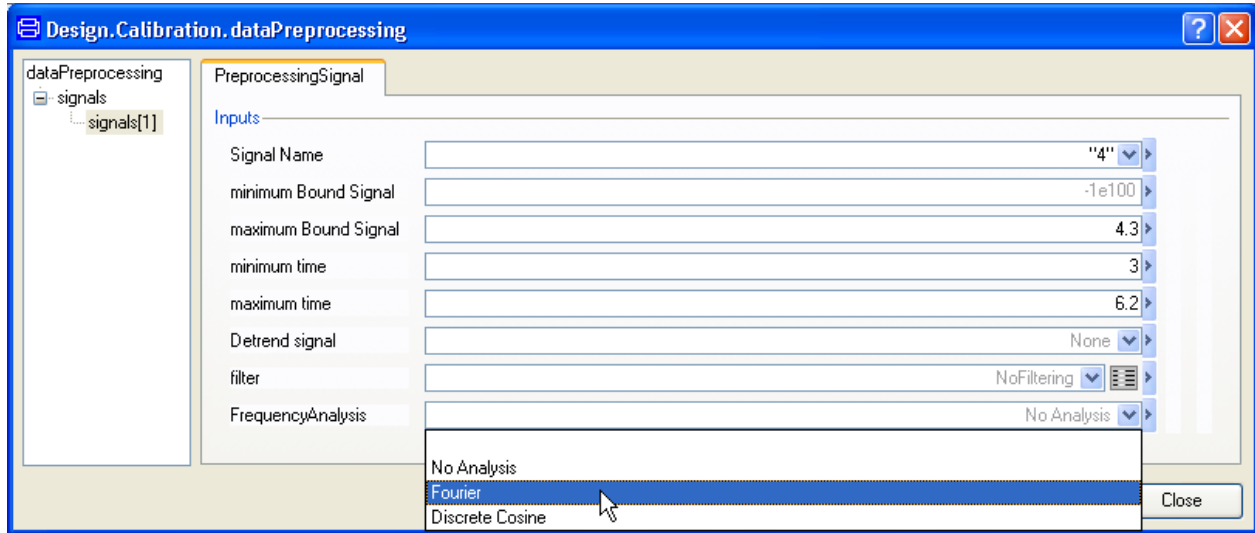 Design.Calibration.dataPreprocessing
dataPreprocessing
signals
signals[1]
PreprocessingSignal
Inputs
Signal Name "4"
minimum Bound Signal -1e100
maximum Bound Signal 4.3
minimum time 3
maximum time 6.2
Detrend signal None
filter NoFiltering
FrequencyAnalysis No Analysis
No Analysis
Fourier
Discrete Cosine
Close